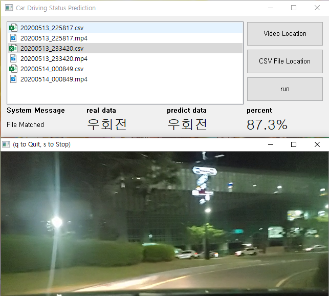 Car Driving Status Prediction
20200513_225817.csv
20200513_225817.mp4
20200513_233420.csv
20200513_233420.mp4
20200514_000849.csv
20200514_000849.mp4
Video Location
CSV File Location
run
System Message real data predict data percent
File Matched 우회전 우회전 87.3%
(q to Quit, s to Stop)